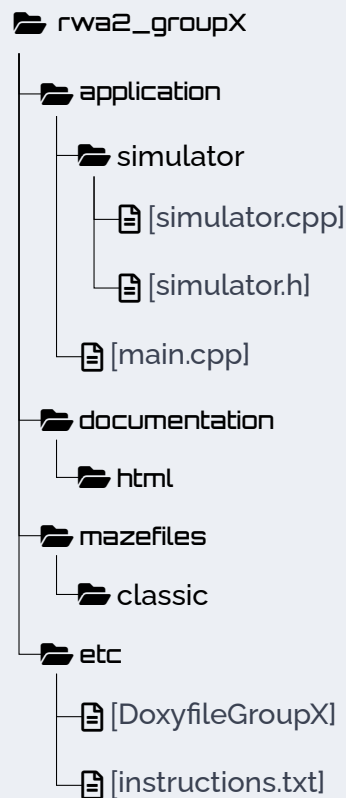 rwa2_groupX
application
simulator
[simulator.cpp]
[simulator.h]
[main.cpp]
documentation
html
mazefiles
classic
etc
[DoxyfileGroupX]
[instructions.txt]